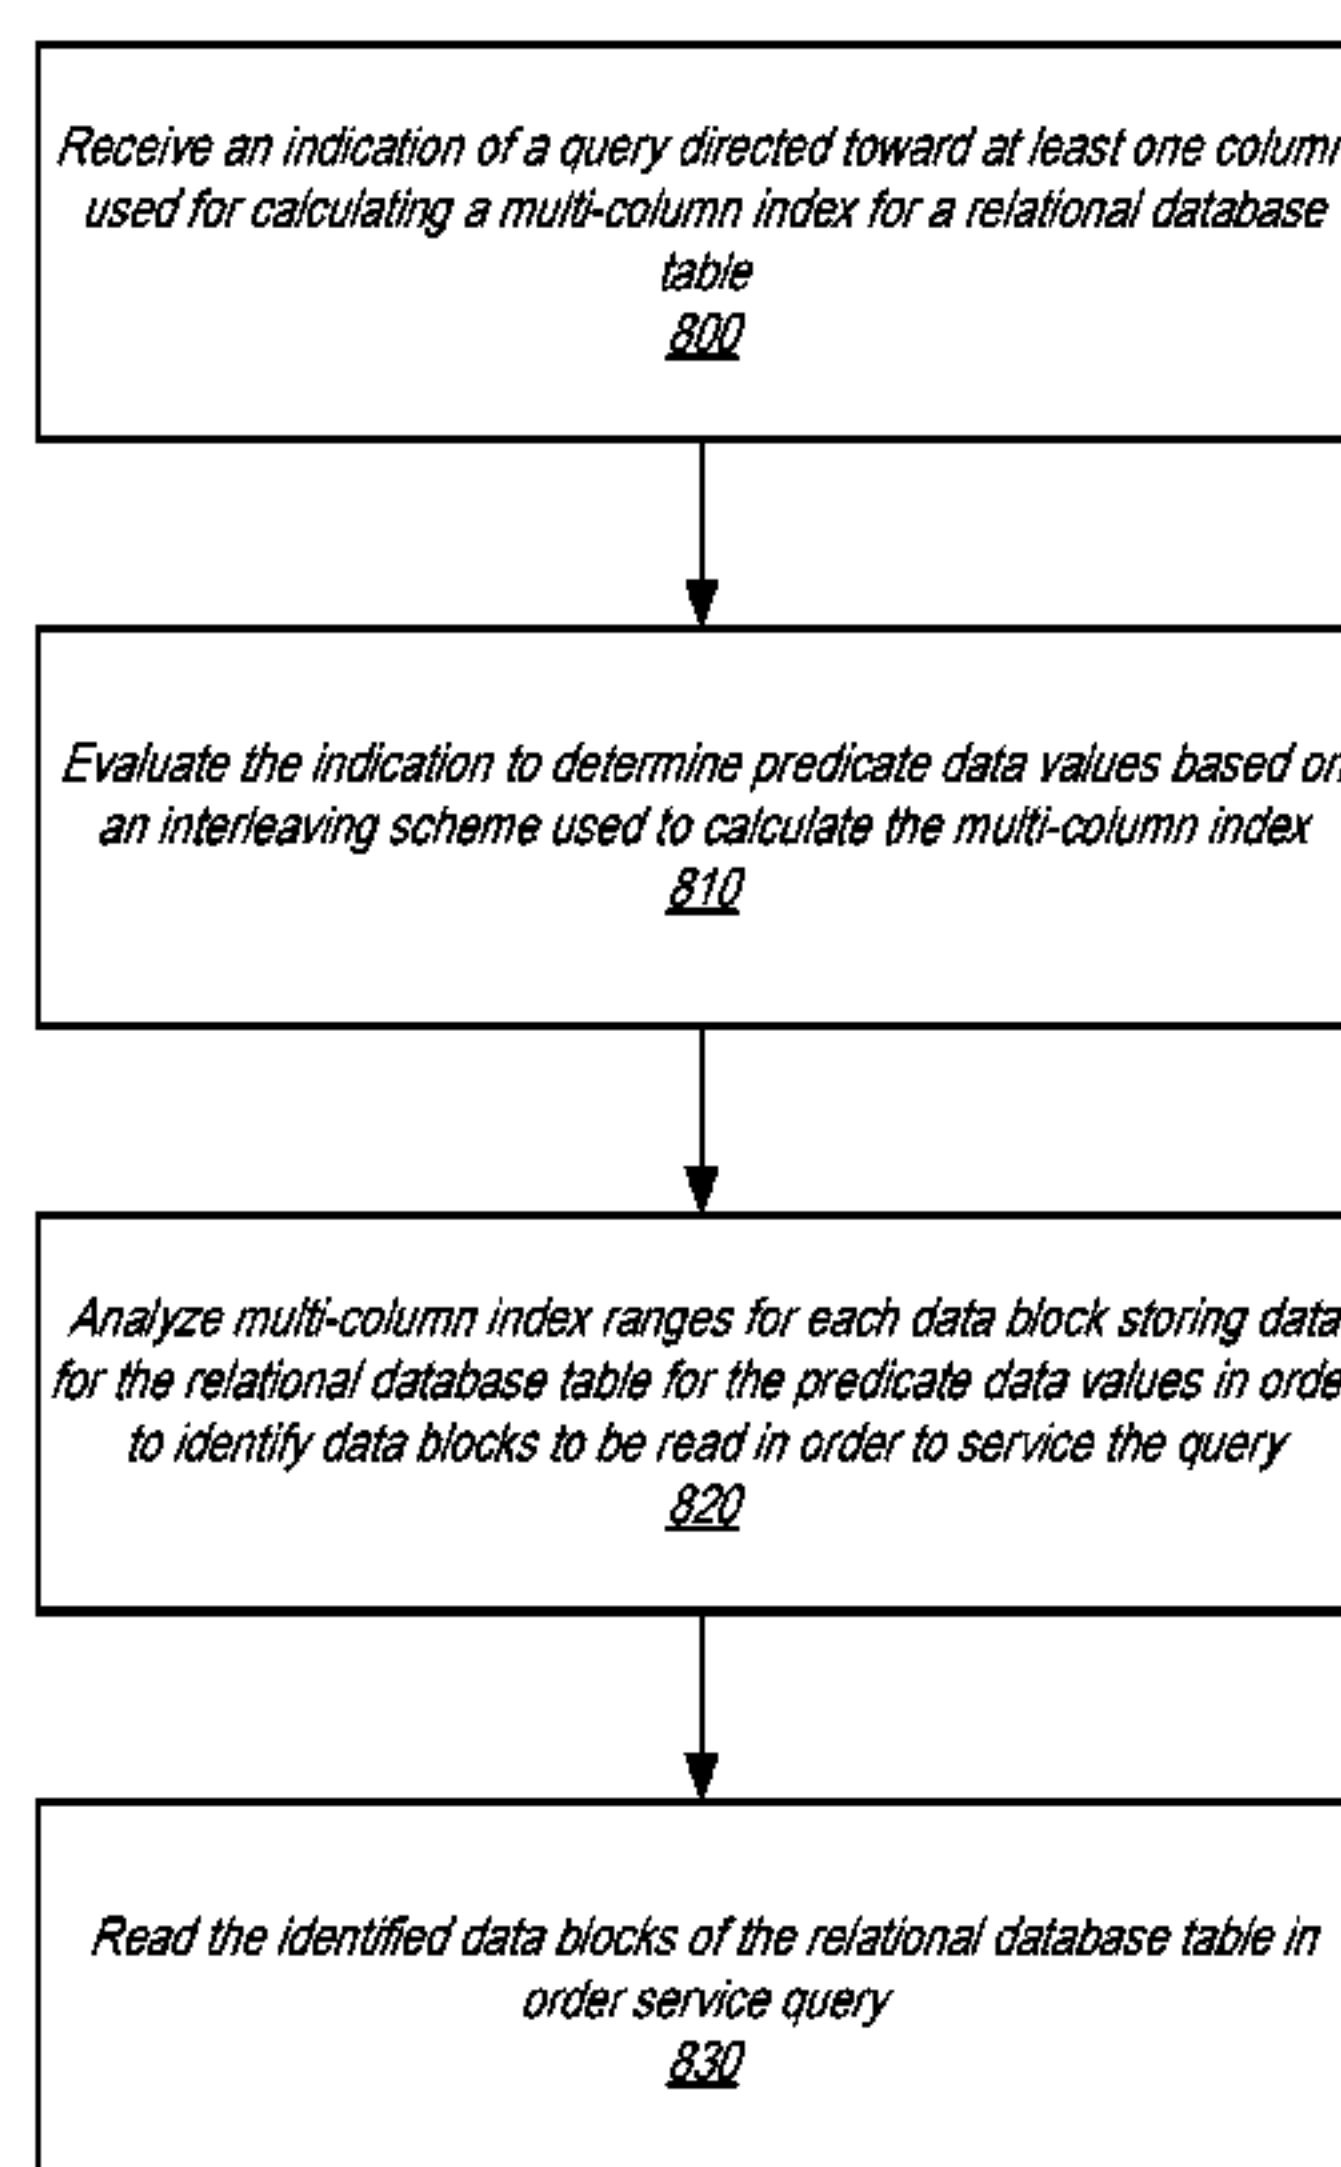 Receive an indication of a query directed toward at least one column
used for calculating a multi-column index for a relational database
table
800
Evaluate the indication to determine predicate data values based on
an interleaving scheme used to calculate the multi-column index
810
Analyze multi-column index ranges for each data block storing data
for the relational database table for the predicate data values in orde
to identify data blocks to be read in order to service the query
820
Read the identified data blocks of the relational database table in
order service query
830